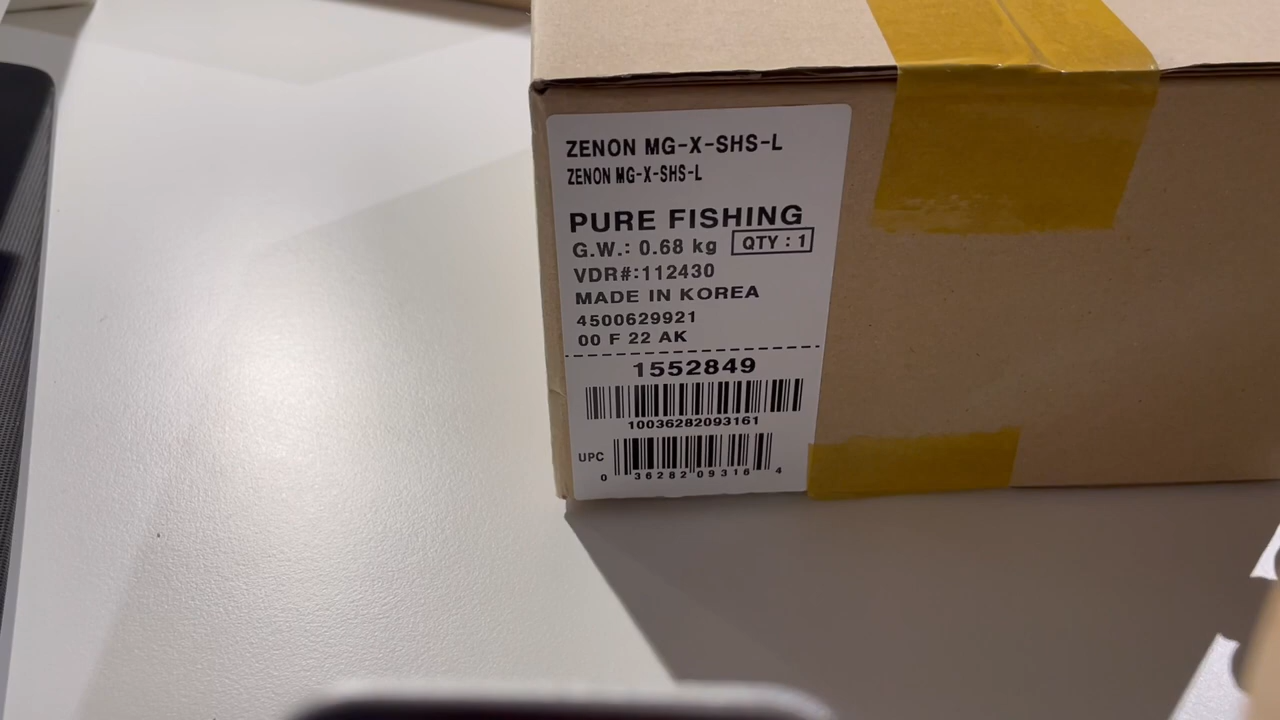 ZENON MG-X-SHS-L
ZENON MG-X-SHS-L
PURE FISHING
G.W.: 0.68 kg QTY : 1
VDR#:112430
MADE IN KOREA
4500629921
00 F 22 AK
1552849
10036282093161
UPC
0 36282 09316 4